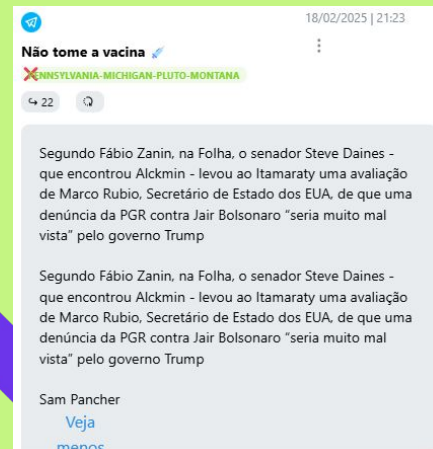 18/02/2025 | 21:23
Não tome a vacina
PENNSYLVANIA-MICHIGAN-PLUTO-MONTANA
22
Segundo Fábio Zanin, na Folha, o senador Steve Daines -
que encontrou Alckmin - levou ao Itamaraty uma avaliação
de Marco Rubio, Secretário de Estado dos EUA, de que uma
denúncia da PGR contra Jair Bolsonaro “seria muito mal
vista” pelo governo Trump
Segundo Fábio Zanin, na Folha, o senador Steve Daines -
que encontrou Alckmin - levou ao Itamaraty uma avaliação
de Marco Rubio, Secretário de Estado dos EUA, de que uma
denúncia da PGR contra Jair Bolsonaro “seria muito mal
vista” pelo governo Trump
Sam Pancher
Veja
menos